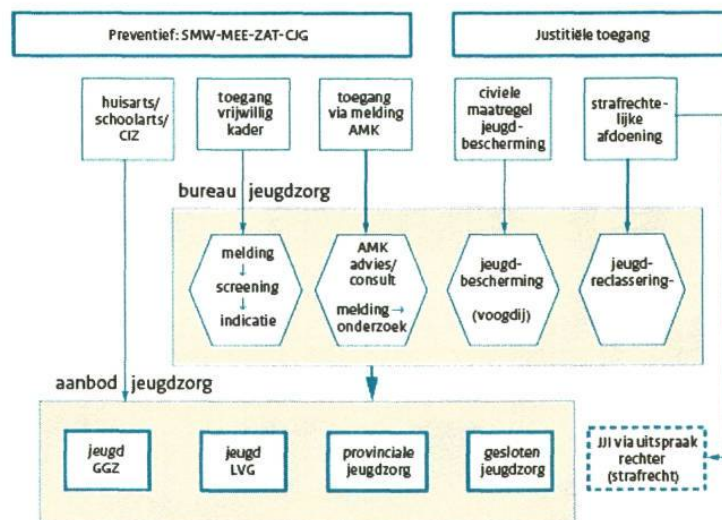 Preventief: SMW-MEE-ZAT-CJG
Justitiële toegang
huisarts/
schoolarts/
CIZ
toegang
vrijwillig
kader
toegang
via melding
AMK
civiele
maatregel
jeugd-
bescherming
strafrechte-
lijke
afdoening
bureau jeugdzorg
melding
↓
screening
↓
indicatie
AMK
advies/
consult
melding →
onderzoek
jeugd-
bescherming
(voogdij)
jeugd-
reclassering-
aanbod jeugdzorg
jeugd
GGZ
jeugd
LVG
provinciale
jeugdzorg
gesloten
jeugdzorg
JJI via uitspraak
rechter
(strafrecht)